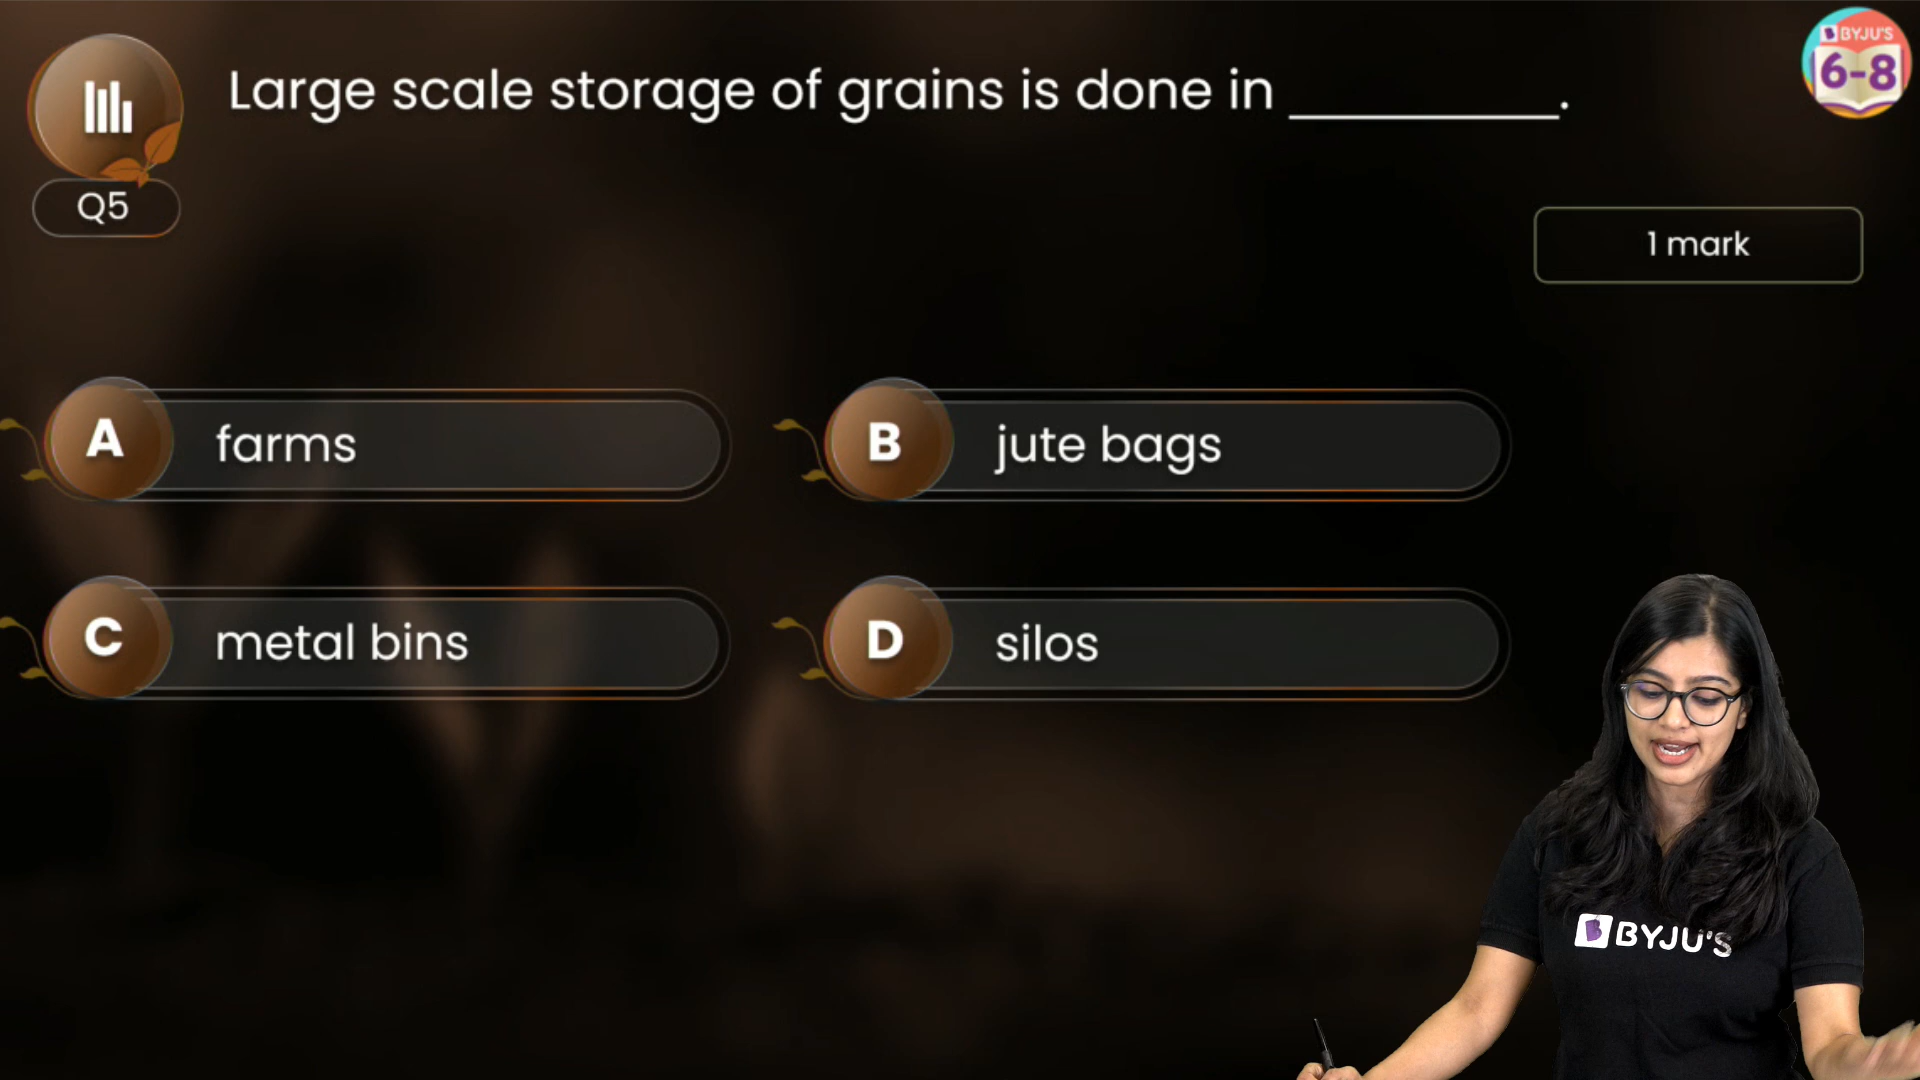 BYJU'S
6-8
Large scale storage of grains is done in __________.
Q5
1 mark
A farms
B jute bags
C metal bins
D silos
BYJU'S